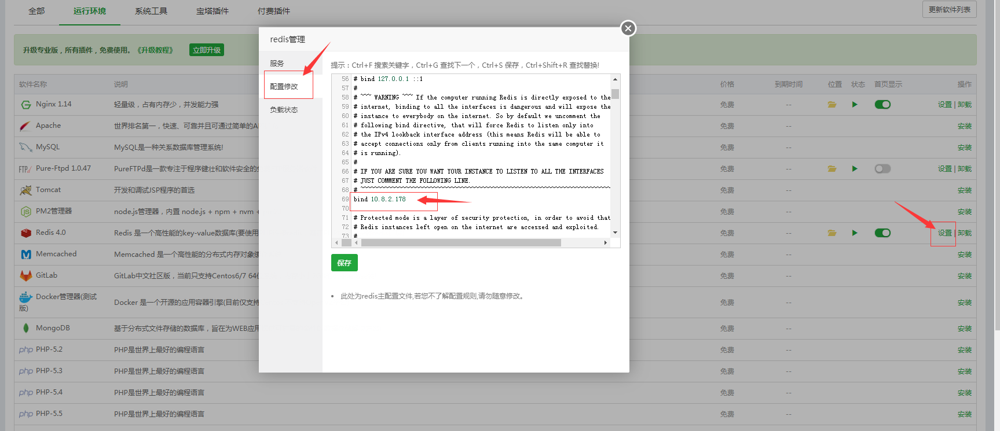 全部 运行环境 系统工具 宝塔插件 付费插件 更新软件列表
升级专业版，所有插件，免费使用。《升级教程》 立即升级
redis管理
服务
配置修改
负载状态
提示：Ctrl+F 搜索关键字，Ctrl+G 查找下一个，Ctrl+S 保存，Ctrl+Shift+R 查找替换!
56 # bind 127.0.0.1 ::1
57 #
58 # ~~~ WARNING ~~~ If the computer running Redis is directly exposed to the
59 # internet, binding to all the interfaces is dangerous and will expose the
60 # instance to everybody on the internet. So by default we uncomment the
61 # following bind directive, that will force Redis to listen only into
62 # the IPv4 lookback interface address (this means Redis will be able to
63 # accept connections only from clients running into the same computer it
64 # is running).
65 #
66 # IF YOU ARE SURE YOU WANT YOUR INSTANCE TO LISTEN TO ALL THE INTERFACES
67 # JUST COMMENT THE FOLLOWING LINE.
68 # ~~~~~~~~~~~~~~~~~~~~~~~~~~~~~~~~~~~~~~~~~~~~~~~~~~~~~~~~~~~~~~~~~~~~~~~~
69 bind 10.8.2.178
70
71 # Protected mode is a layer of security protection, in order to avoid that
72 # Redis instances left open on the internet are accessed and exploited.
73 #
保存
此处为redis主配置文件,若您不了解配置规则,请勿随意修改。
软件名称 说明 价格 到期时间 位置 状态 首页显示 操作
Nginx 1.14 轻量级，占有内存少，并发能力强 免费 -- 设置 | 卸载
Apache 世界排名第一，快速、可靠并且可通过简单的A 免费 -- 安装
MySQL MySQL是一种关系数据库管理系统! 免费 -- 安装
FTP Pure-Ftpd 1.0.47 PureFTPd是一款专注于程序健壮和软件安全的 免费 -- 设置 | 卸载
Tomcat 开发和调试JSP程序的首选 免费 -- 安装
PM2管理器 node.js管理器，内置 node.js + npm + nvm + 免费 -- 安装
Redis 4.0 Redis 是一个高性能的key-value数据库(要使用 免费 -- 设置 | 卸载
Memcached Memcached 是一个高性能的分布式内存对象缓 免费 -- 安装
GitLab GitLab中文社区版，当前只支持Centos6/7 64 免费 -- 安装
Docker管理器(测试
版) Docker 是一个开源的应用容器引擎(目前仅支持 免费 -- 安装
MongoDB 基于分布式文件存储的数据库，旨在为WEB应用 免费 -- 安装
php PHP-5.2 PHP是世界上最好的编程语言 免费 -- 安装
php PHP-5.3 PHP是世界上最好的编程语言 免费 -- 安装
php PHP-5.4 PHP是世界上最好的编程语言 免费 -- 安装
php PHP-5.5 PHP是世界上最好的编程语言 免费 -- 安装